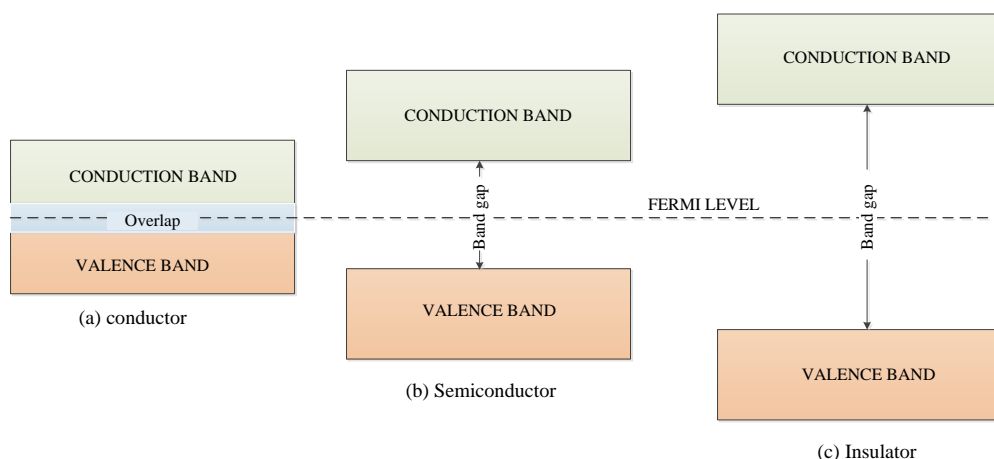 CONDUCTION BAND
Overlap
VALENCE BAND
(a) conductor
CONDUCTION BAND
Band gap
VALENCE BAND
(b) Semiconductor
FERMI LEVEL
CONDUCTION BAND
Band gap
VALENCE BAND
(c) Insulator